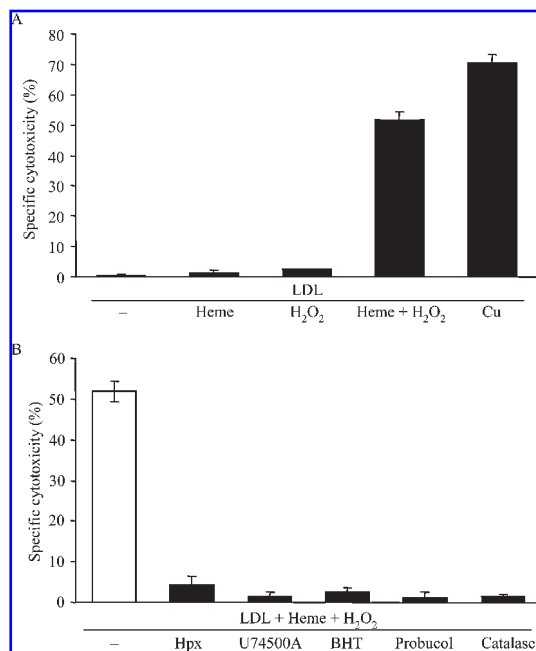 A
Specific cytotoxicity (%)
80
70
60
50
40
30
20
10
0
LDL
– Heme H₂O₂ Heme + H₂O₂ Cu
B
Specific cytotoxicity (%)
60
50
40
30
20
10
0
LDL + Heme + H₂O₂
– Hpx U74500A BHT Probucol Catalase